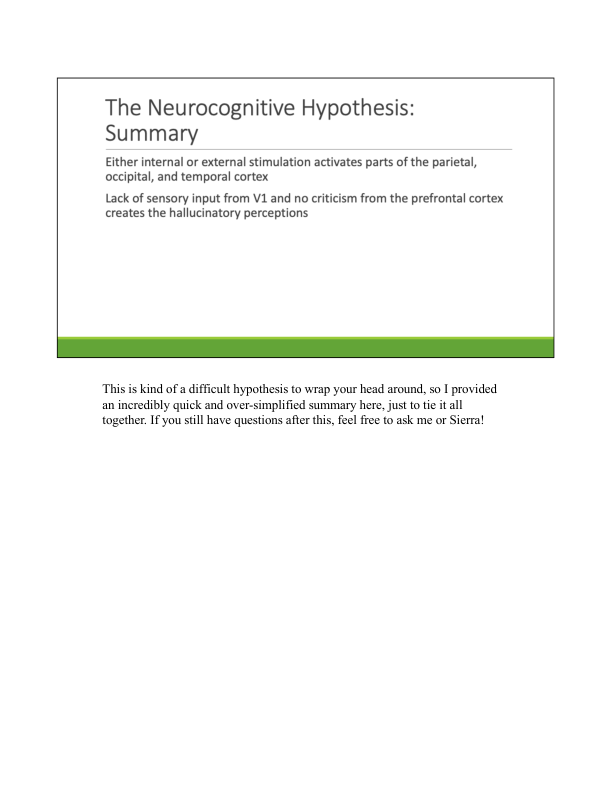 The Neurocognitive Hypothesis:
Summary
Either internal or external stimulation activates parts of the parietal,
occipital, and temporal cortex
Lack of sensory input from V1 and no criticism from the prefrontal cortex
creates the hallucinatory perceptions
This is kind of a difficult hypothesis to wrap your head around, so I provided
an incredibly quick and over-simplified summary here, just to tie it all
together. If you still have questions after this, feel free to ask me or Sierra!